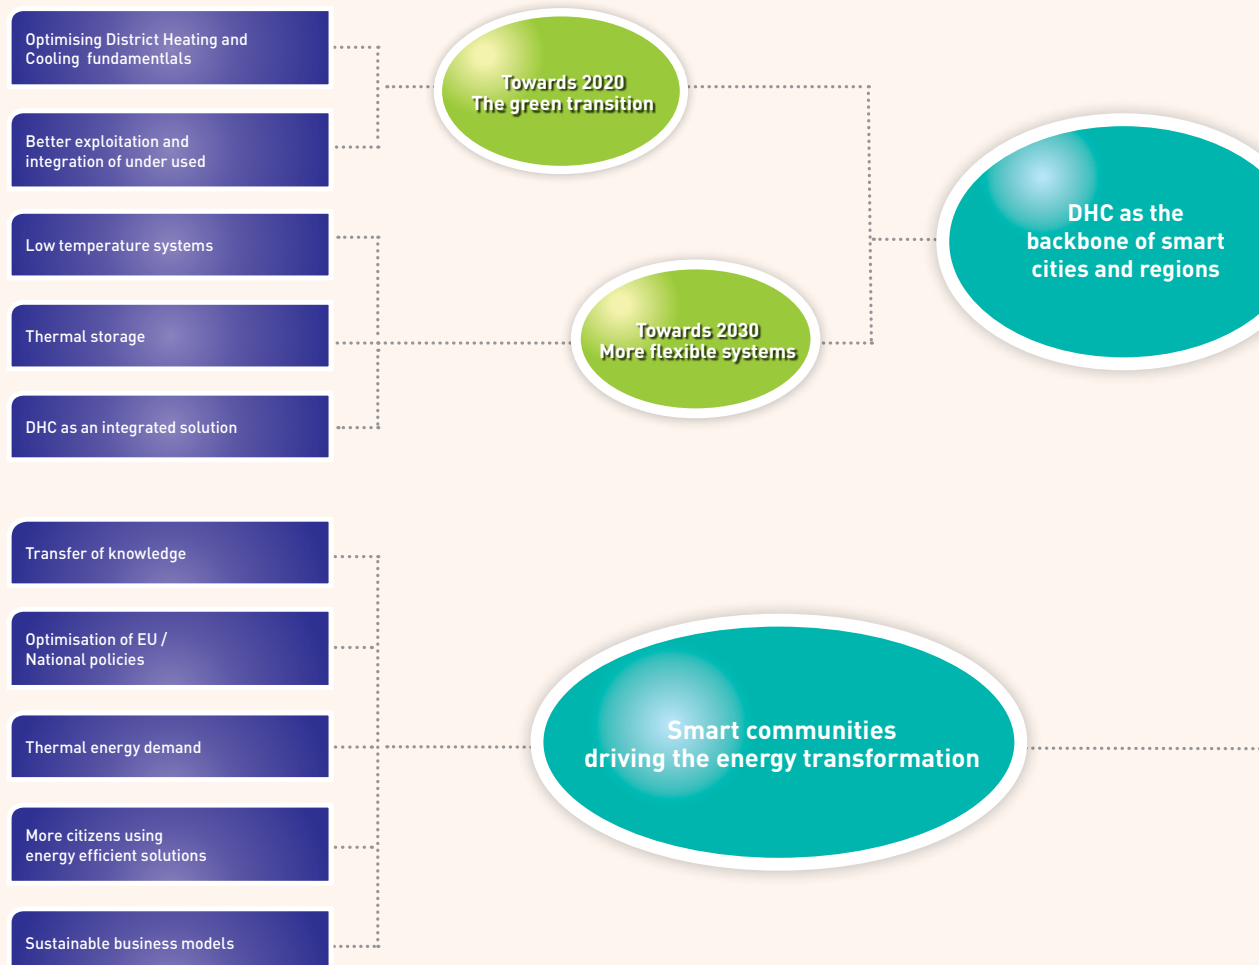 Optimising District Heating and
Cooling fundamentlals
Better exploitation and
integration of under used
Low temperature systems
Thermal storage
DHC as an integrated solution
Towards 2020
The green transition
Towards 2030
More flexible systems
DHC as the
backbone of smart
cities and regions
Transfer of knowledge
Optimisation of EU /
National policies
Thermal energy demand
More citizens using
energy efficient solutions
Sustainable business models
Smart communities
driving the energy transformation